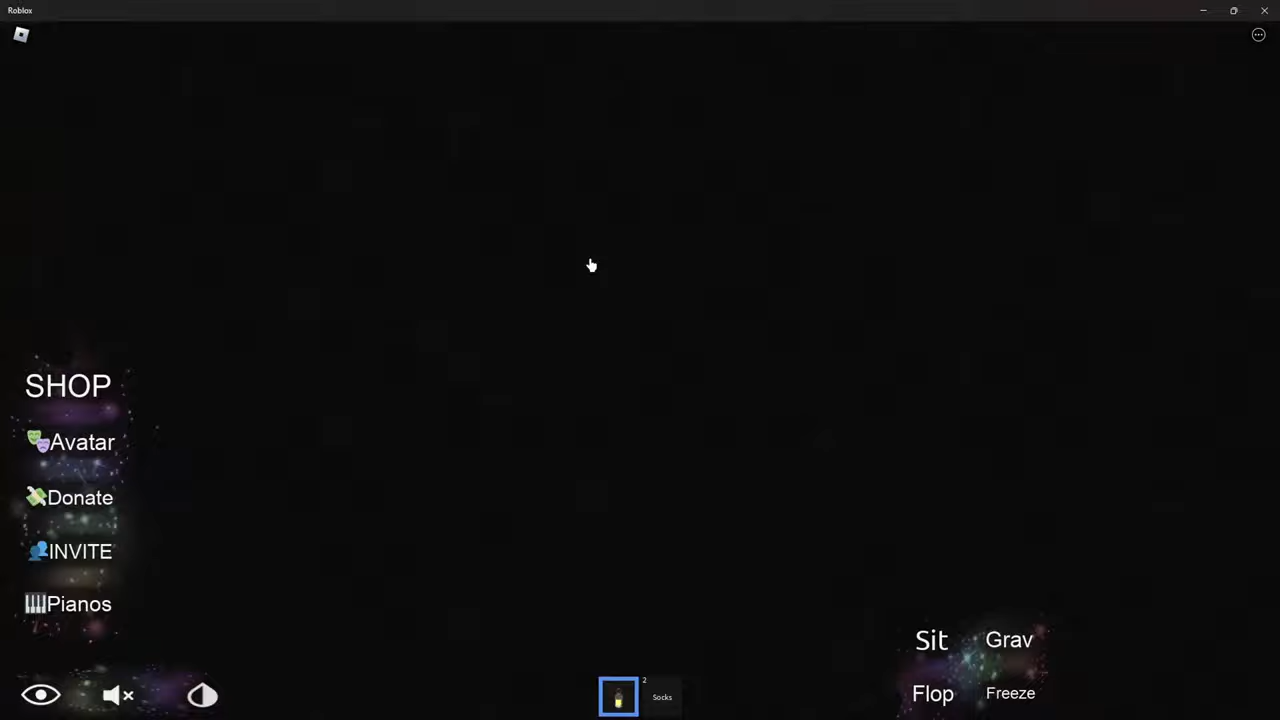 Roblox
SHOP
Avatar
Donate
INVITE
Pianos
Sit
Grav
Flop
Freeze
2
Socks